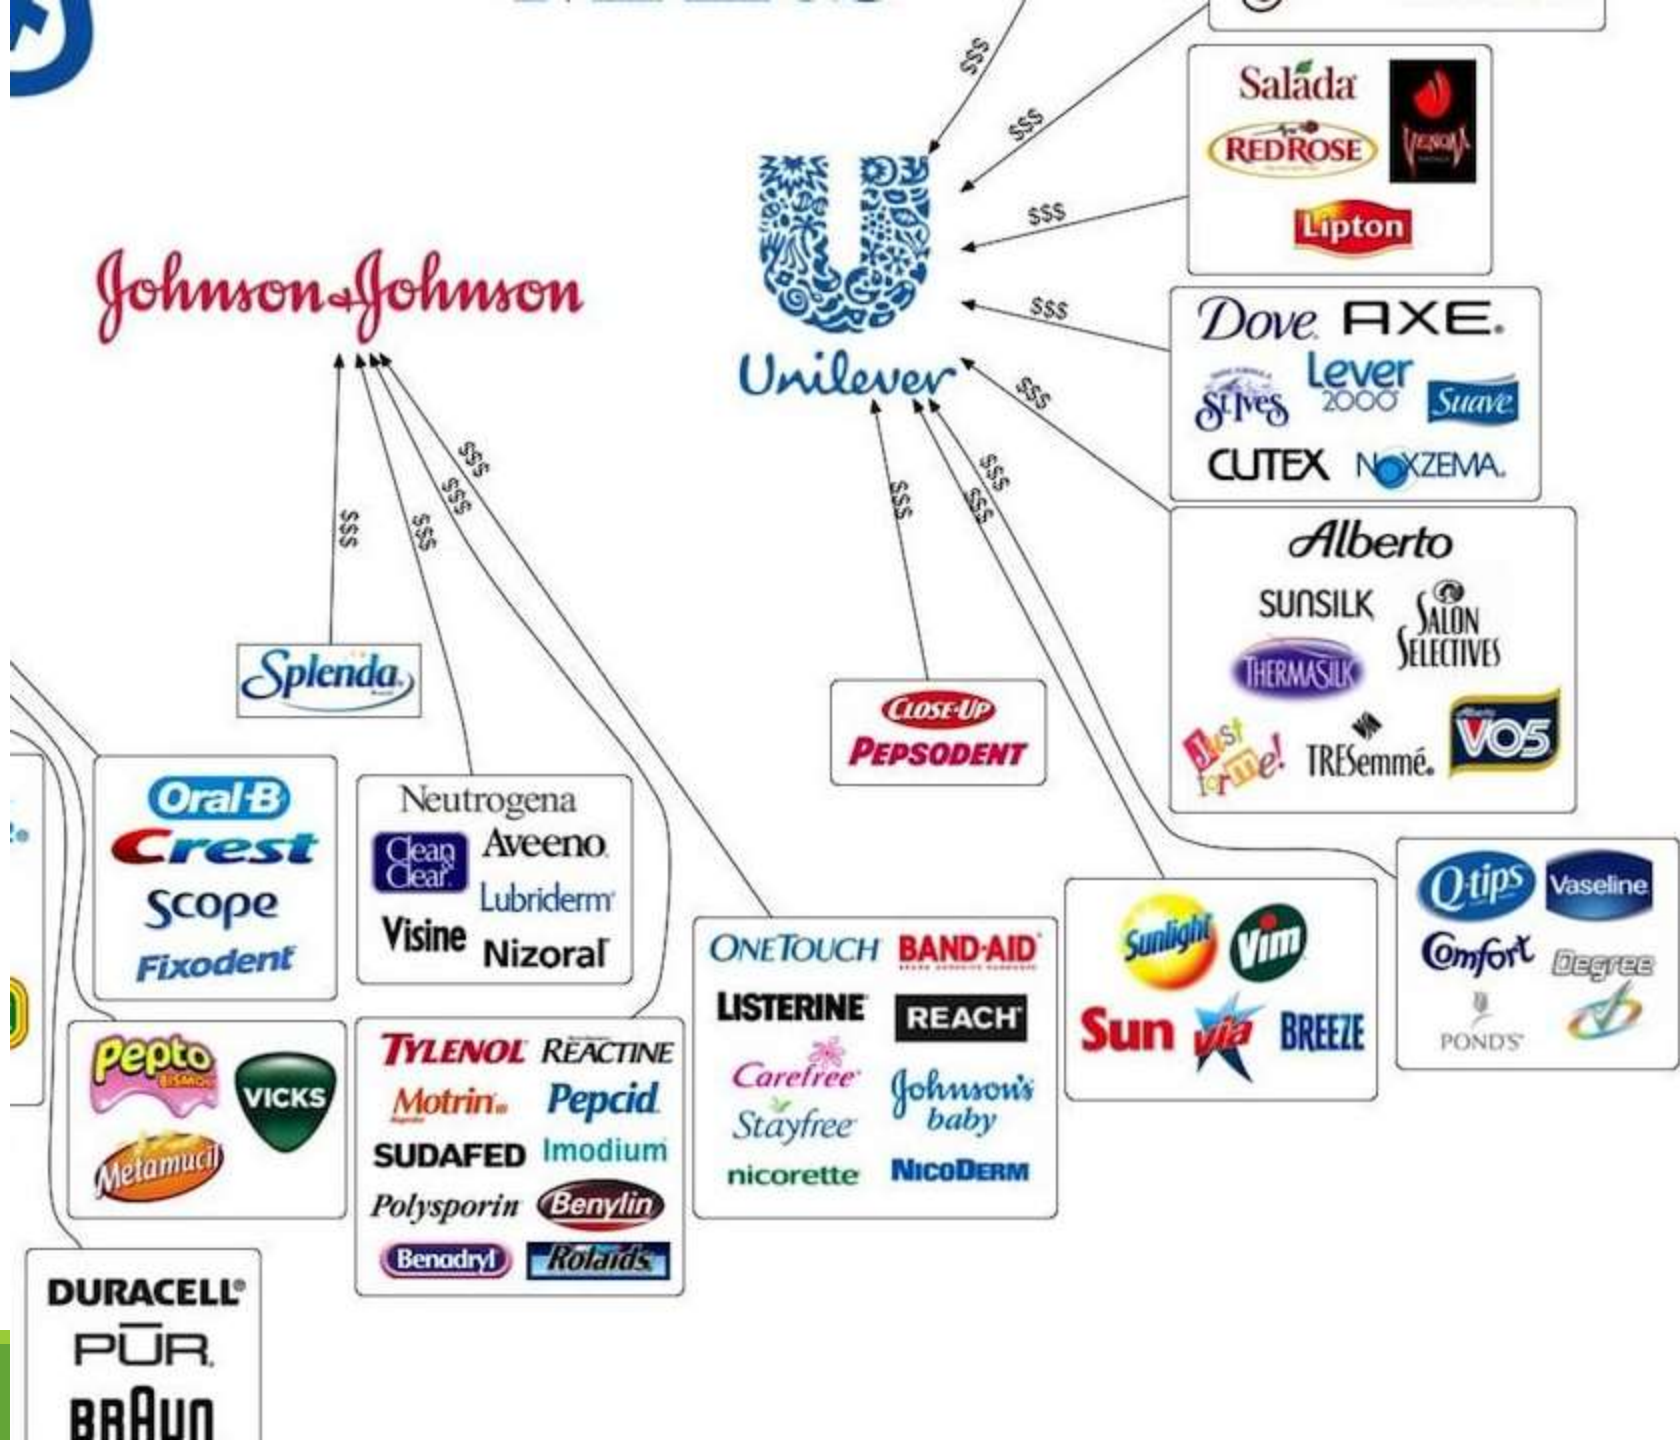 $$$
$$$
Salada
REDROSE
VENOM
Lipton
$$$
Johnson & Johnson
Unilever
$$$
Dove AXE.
St.Ives
Lever
2000
Suave
CUTEX NOXZEMA.
$$$
$$$
$$$
$$$
$$$
$$$
$$$
$$$
$$$
Alberto
SUNSILK
SALON
SELECTIVES
THERMASILK
Just
for me!
TRESemmé.
Alberto
VO5
Splenda
CLOSE-UP
PEPSODENT
Oral-B
Crest
Scope
Fixodent
Neutrogena
Clean &
Clear.
Aveeno.
Lubriderm
Visine
Nizoral
ONETOUCH BAND-AID
LISTERINE REACH
Carefree
Johnson's
baby
Stayfree
nicorette NICODERM
Sunlight Vim
Sun via BREEZE
Q-tips Vaseline
Comfort Degree
POND'S
Pepto
BISMOL
VICKS
Metamucil
TYLENOL REACTINE
Motrin Pepcid
SUDAFED Imodium
Polysporin Benylin
Benadryl Rolaids
DURACELL®
PŪR.
BRAUN